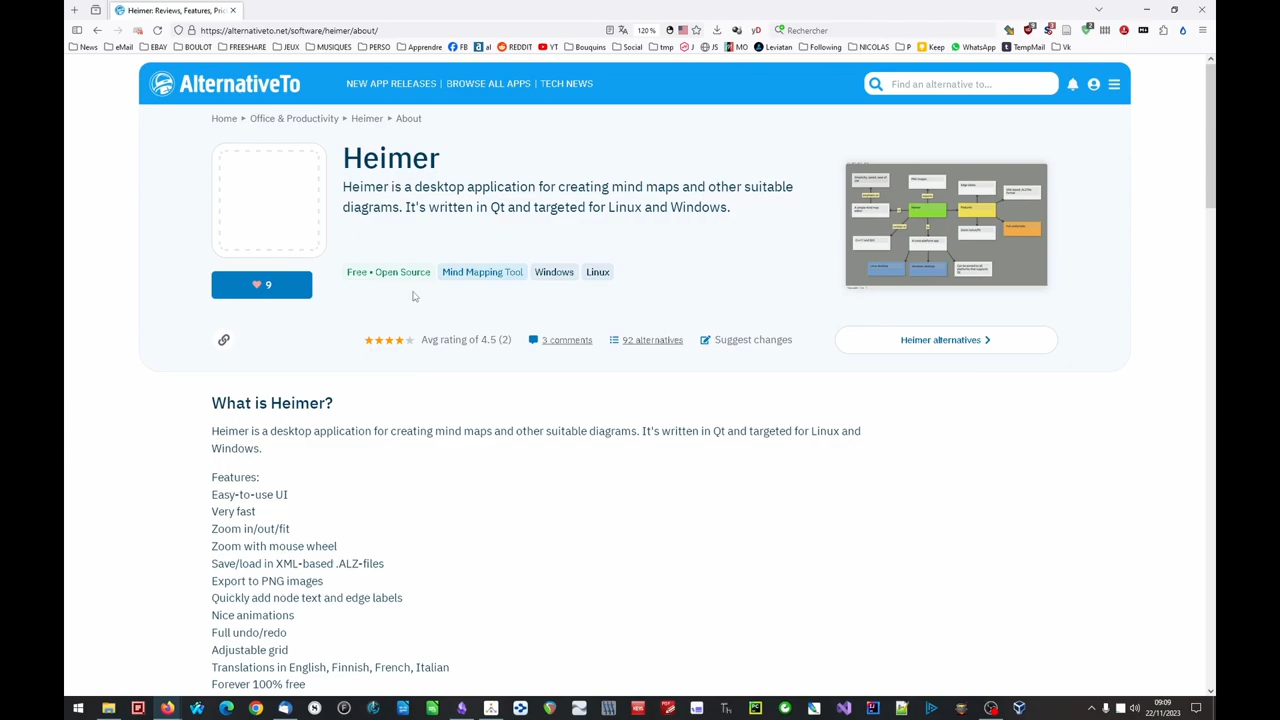 Heimer: Reviews, Features, Pric
https://alternativeto.net/software/heimer/about/
120%
Rechercher
News eMail EBAY BOULOT FREESHARE JEUX MUSIQUES PERSO Apprendre FB al REDDIT YT Bouquins Social tmp J JS MO Leviatan Following NICOLAS P Keep WhatsApp TempMail Vk
AlternativeTo
NEW APP RELEASES | BROWSE ALL APPS | TECH NEWS
Find an alternative to...
Home ▸ Office & Productivity ▸ Heimer ▸ About
Heimer
Heimer is a desktop application for creating mind maps and other suitable
diagrams. It's written in Qt and targeted for Linux and Windows.
Free • Open Source Mind Mapping Tool Windows Linux
9
Avg rating of 4.5 (2) 3 comments 92 alternatives Suggest changes
Heimer alternatives
What is Heimer?
Heimer is a desktop application for creating mind maps and other suitable diagrams. It's written in Qt and targeted for Linux and
Windows.
Features:
Easy-to-use UI
Very fast
Zoom in/out/fit
Zoom with mouse wheel
Save/load in XML-based .ALZ-files
Export to PNG images
Quickly add node text and edge labels
Nice animations
Full undo/redo
Adjustable grid
Translations in English, Finnish, French, Italian
Forever 100% free
09:09
22/11/2023